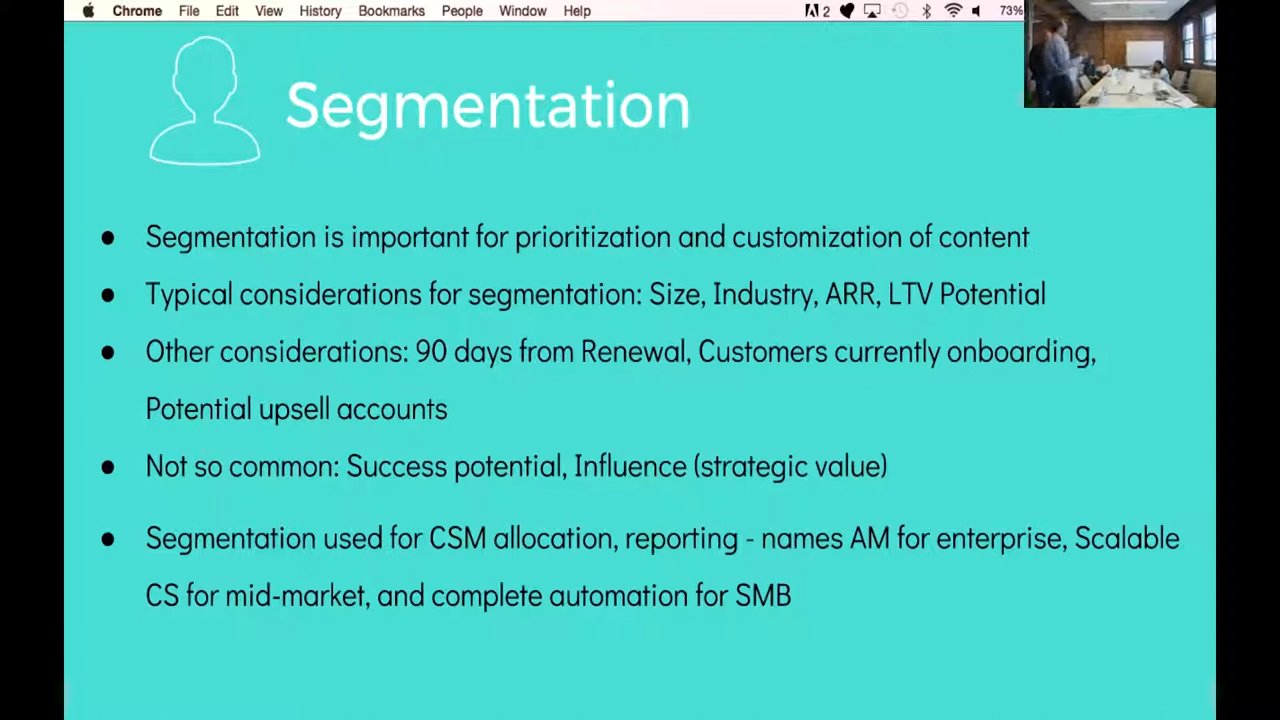 Chrome File Edit View History Bookmarks People Window Help 2 73%
Segmentation
● Segmentation is important for prioritization and customization of content
● Typical considerations for segmentation: Size, Industry, ARR, LTV Potential
● Other considerations: 90 days from Renewal, Customers currently onboarding,
Potential upsell accounts
● Not so common: Success potential, Influence (strategic value)
● Segmentation used for CSM allocation, reporting - names AM for enterprise, Scalable
CS for mid-market, and complete automation for SMB